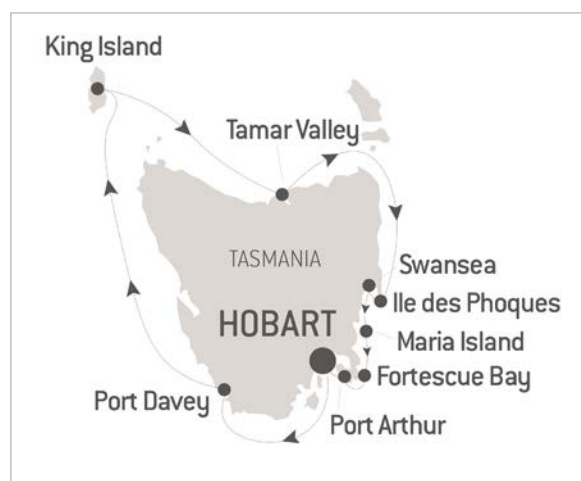 King Island
Tamar Valley
TASMANIA
HOBART
Swansea
Ile des Phoques
Maria Island
Fortescue Bay
Port Arthur
Port Davey